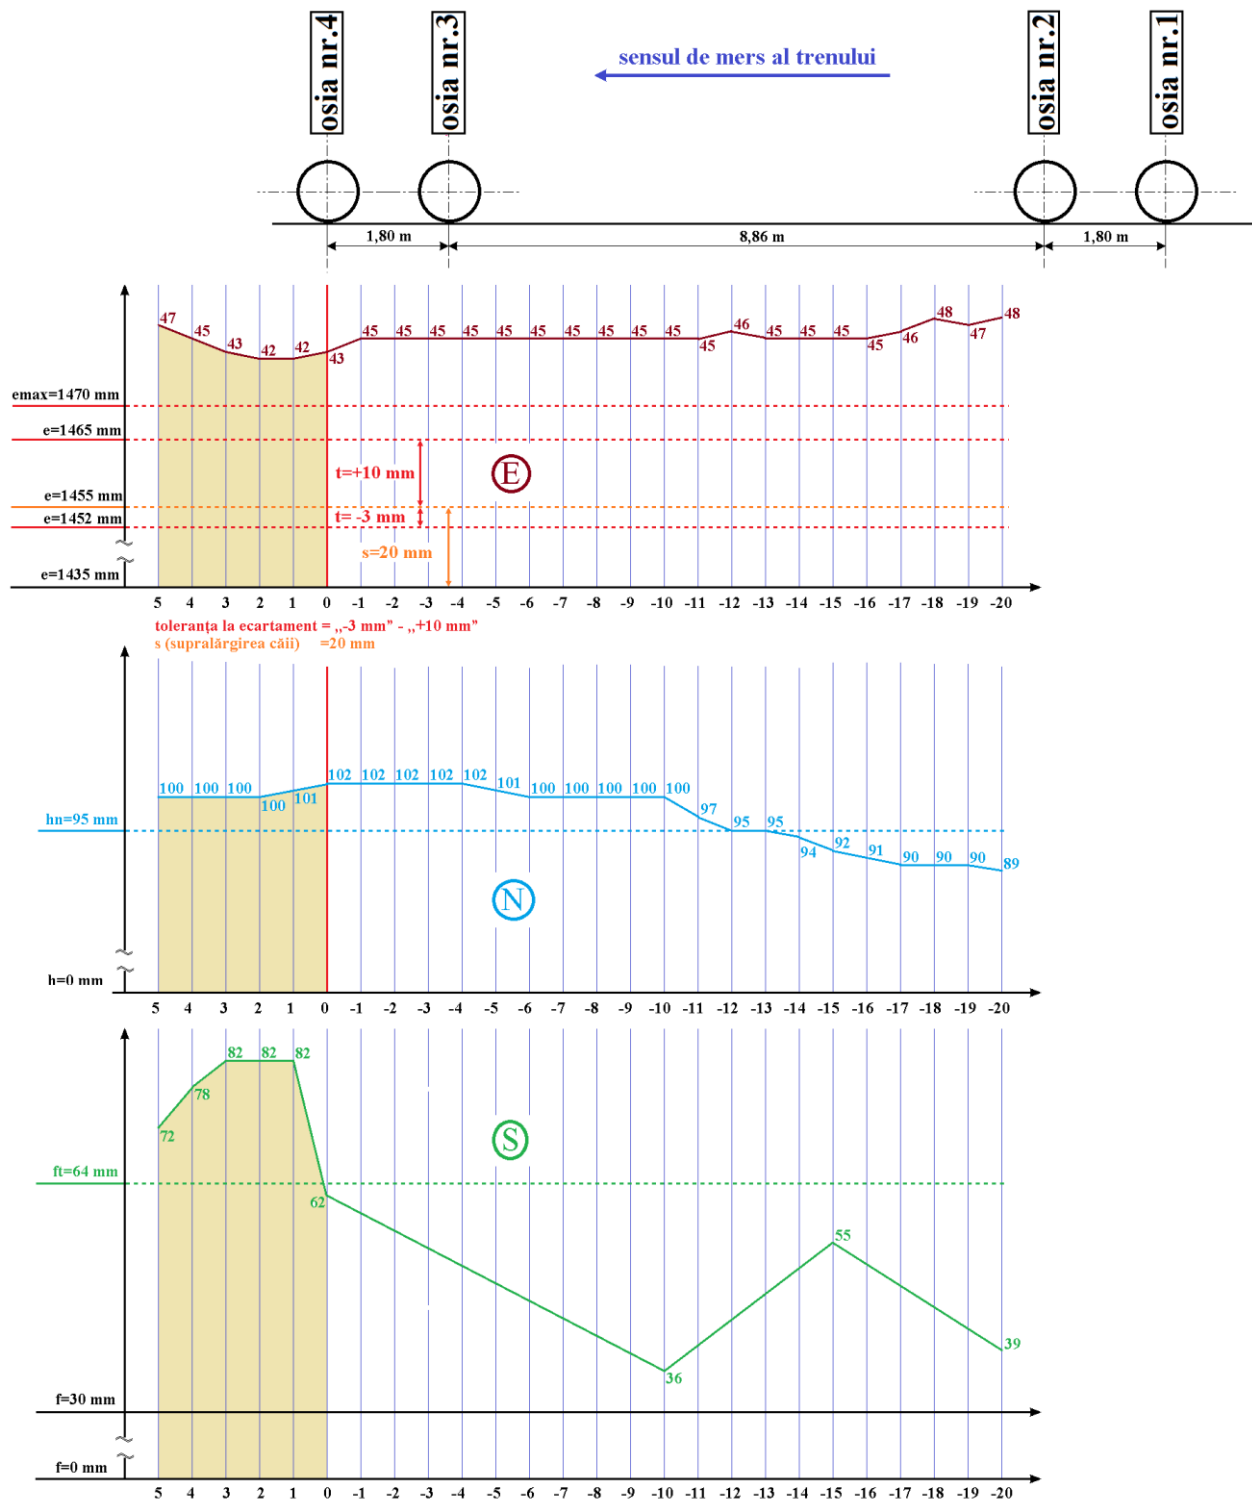 osia nr.4
osia nr.3
osia nr.2
osia nr.1
sensul de mers al trenului
1,80 m
8,86 m
1,80 m
47 45 43 42 42 43 45 45 45 45 45 45 45 45 45 45 45 46 45 45 45 45 46 48 47 48
emax=1470 mm
e=1465 mm
t=+10 mm
E
e=1455 mm
t= -3 mm
e=1452 mm
s=20 mm
e=1435 mm
5 4 3 2 1 0 -1 -2 -3 -4 -5 -6 -7 -8 -9 -10 -11 -12 -13 -14 -15 -16 -17 -18 -19 -20
toleranța la ecartament = „-3 mm” - „+10 mm”
s (supralărgirea căii) =20 mm
100 100 100 100 101 102 102 102 102 102 101 100 100 100 100 100 97 95 95 94 92 91 90 90 90 89
hn=95 mm
N
h=0 mm
5 4 3 2 1 0 -1 -2 -3 -4 -5 -6 -7 -8 -9 -10 -11 -12 -13 -14 -15 -16 -17 -18 -19 -20
72 78 82 82 82 62 36 55 39
S
ft=64 mm
f=30 mm
f=0 mm
5 4 3 2 1 0 -1 -2 -3 -4 -5 -6 -7 -8 -9 -10 -11 -12 -13 -14 -15 -16 -17 -18 -19 -20